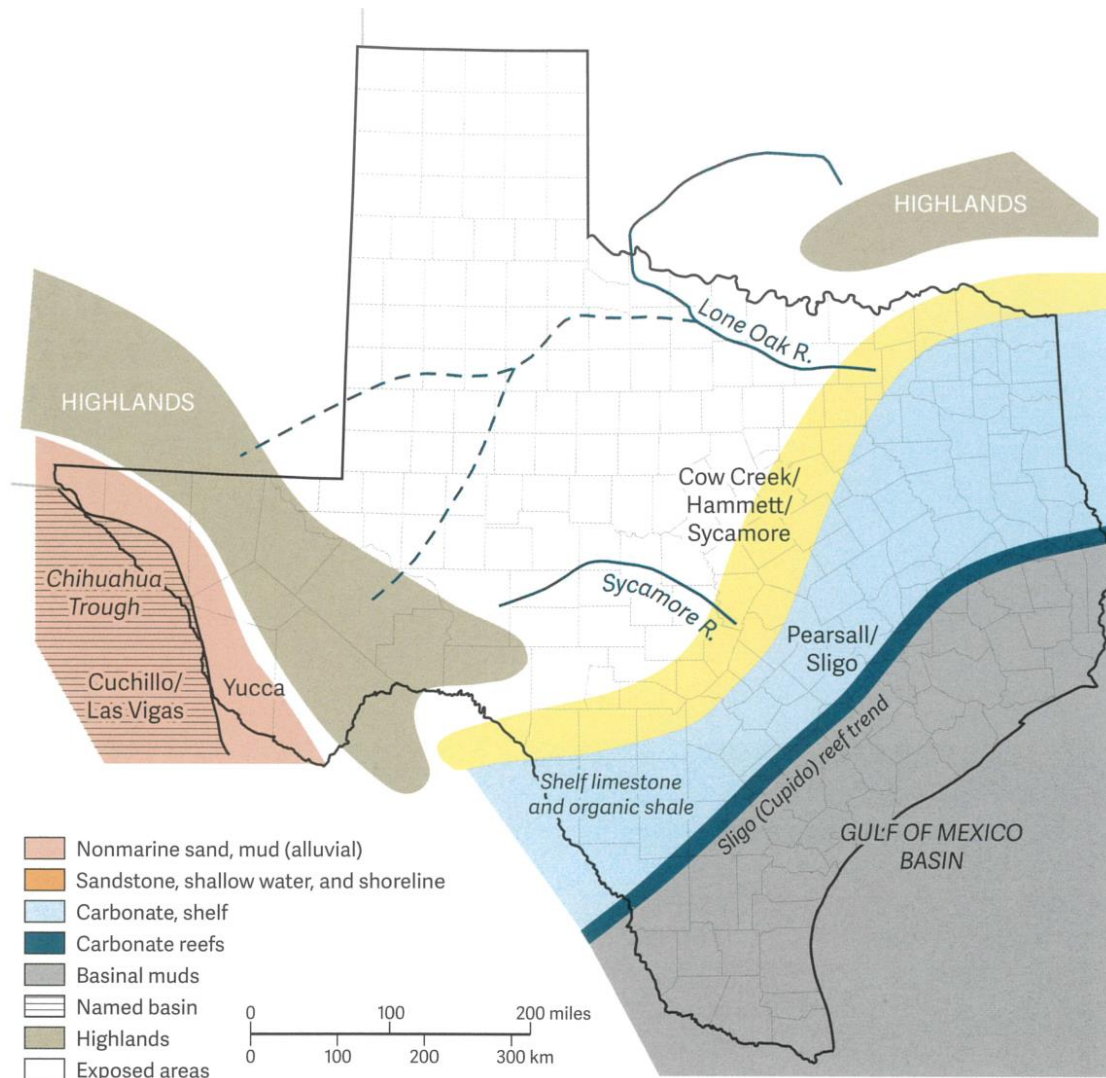 HIGHLANDS
Lone Oak R.
HIGHLANDS
Cow Creek/
Hammett/
Sycamore
Chihuahua
Trough
Sycamore R.
Pearsall/
Sligo
Cuchillo/
Las Vigas
Yucca
Sligo (Cupido) reef trend
Shelf limestone
and organic shale
GULF OF MEXICO
BASIN
Nonmarine sand, mud (alluvial)
Sandstone, shallow water, and shoreline
Carbonate, shelf
Carbonate reefs
Basinal muds
Named basin
Highlands
Exposed areas
0 100 200 miles
0 100 200 300 km